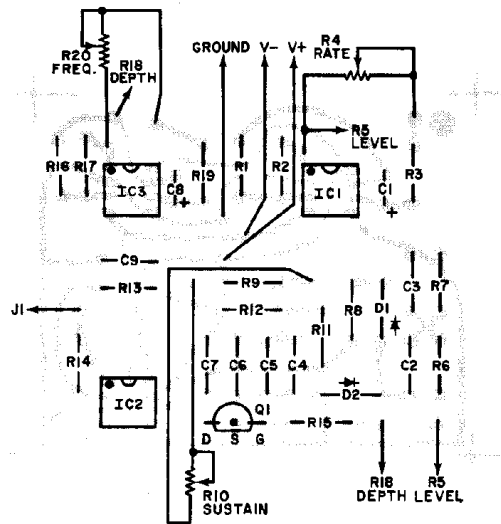 GROUND V- V+
R4
RATE
R20
FREQ.
R18
DEPTH
R5
LEVEL
R16
R17
IC3
C8
+
R19
R1
R2
IC1
C1
+
R3
C9
R13
J1
R9
R12
R11
R8
D1
C3
R7
R14
C7
C6
C5
C4
C2
R6
IC2
D2
Q1
D S G
R15
R10
SUSTAIN
R18
DEPTH
R5
LEVEL